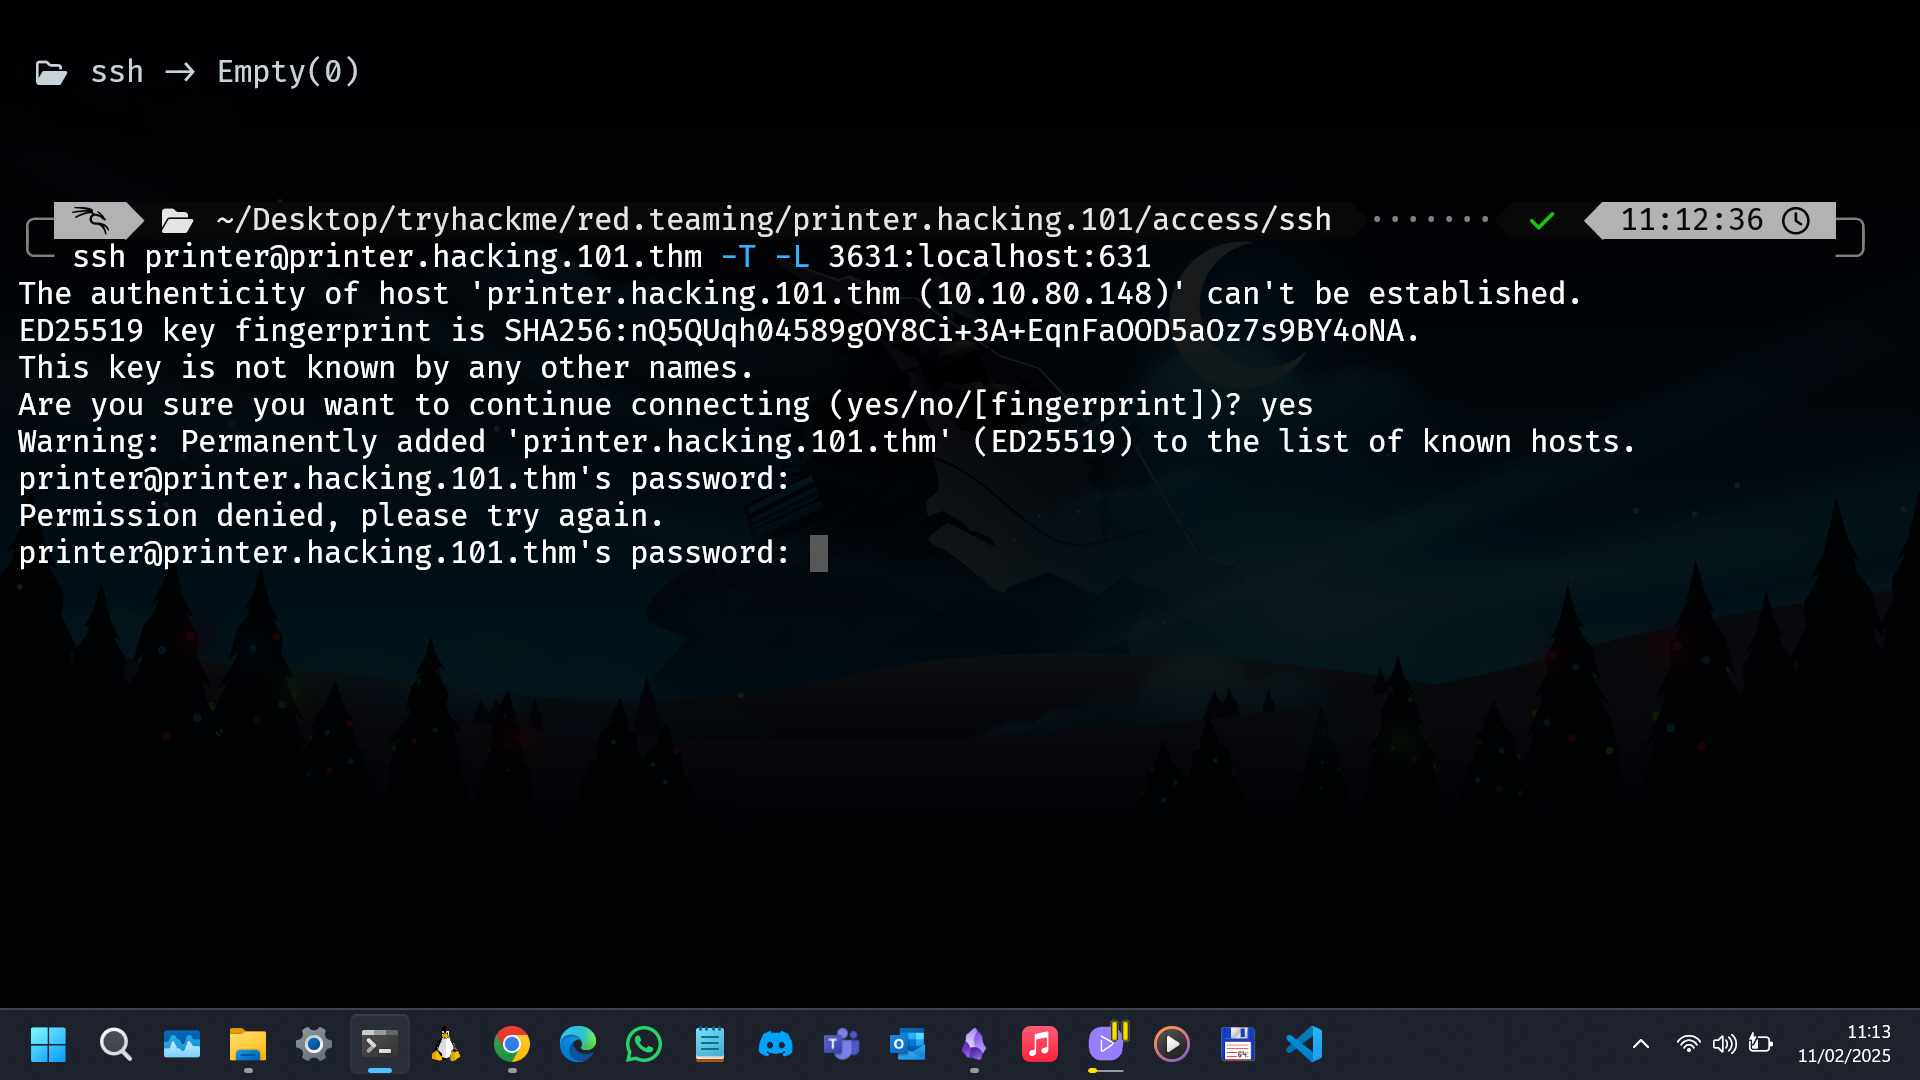 ssh → Empty(0)
~/Desktop/tryhackme/red.teaming/printer.hacking.101/access/ssh ······· ✓ 11:12:36
ssh printer@printer.hacking.101.thm -T -L 3631:localhost:631
The authenticity of host 'printer.hacking.101.thm (10.10.80.148)' can't be established.
ED25519 key fingerprint is SHA256:nQ5QUqh04589gOY8Ci+3A+EqnFaOOD5aOz7s9BY4oNA.
This key is not known by any other names.
Are you sure you want to continue connecting (yes/no/[fingerprint])? yes
Warning: Permanently added 'printer.hacking.101.thm' (ED25519) to the list of known hosts.
printer@printer.hacking.101.thm's password:
Permission denied, please try again.
printer@printer.hacking.101.thm's password:
11:13
11/02/2025